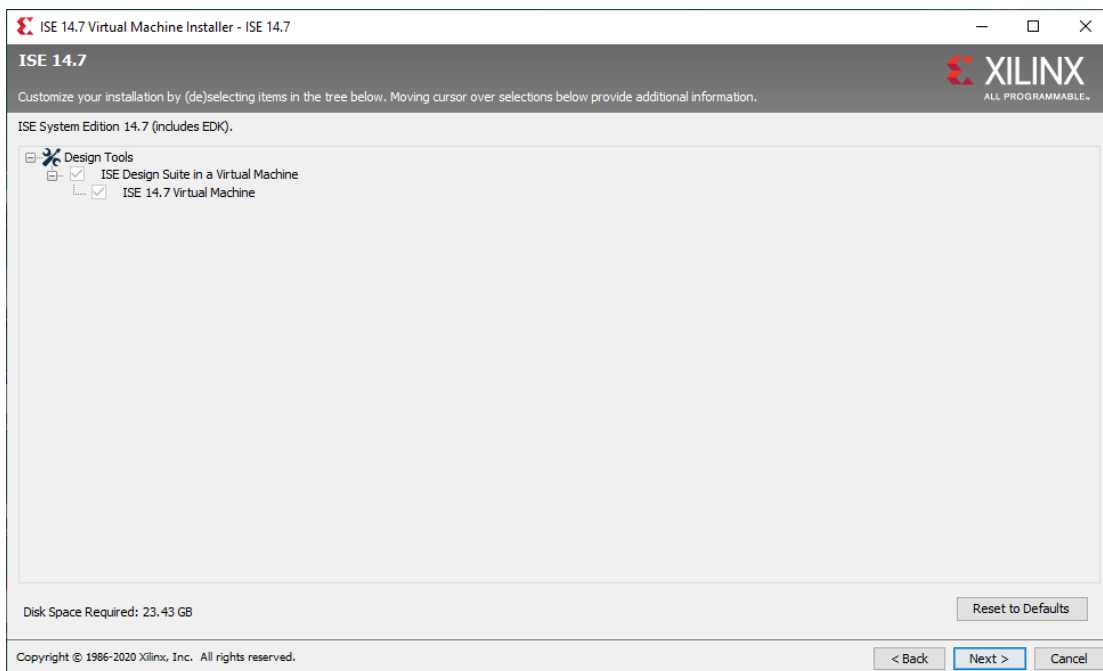 ISE 14.7 Virtual Machine Installer - ISE 14.7
ISE 14.7
XILINX
ALL PROGRAMMABLE.
Customize your installation by (de)selecting items in the tree below. Moving cursor over selections below provide additional information.
ISE System Edition 14.7 (includes EDK).
Design Tools
ISE Design Suite in a Virtual Machine
ISE 14.7 Virtual Machine
Disk Space Required: 23.43 GB
Reset to Defaults
Copyright © 1986-2020 Xilinx, Inc. All rights reserved.
< Back
Next >
Cancel